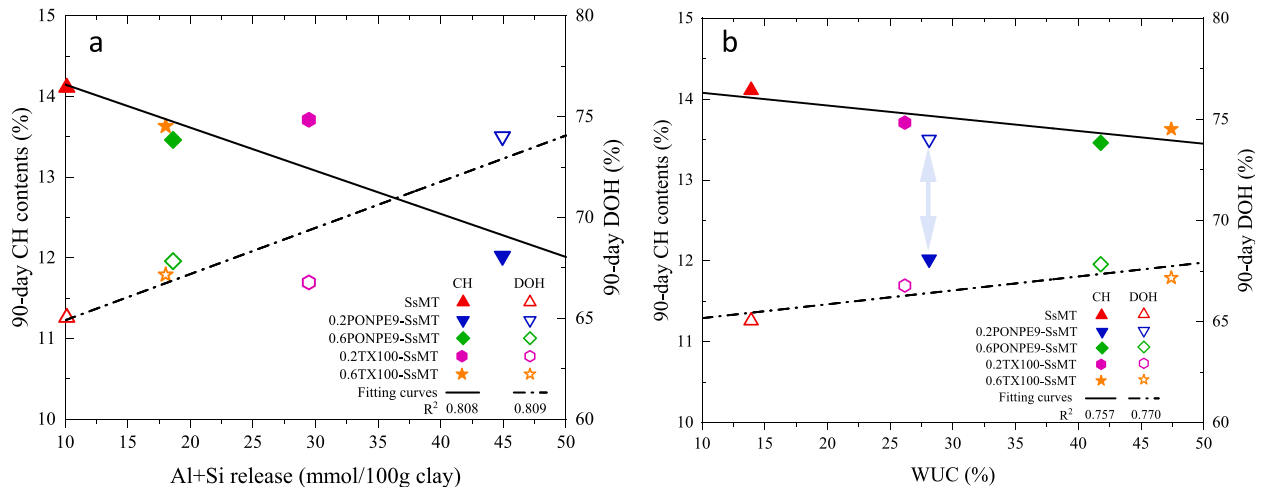 a
90-day CH contents (%)
15
14
13
12
11
10
80
75
70
65
60
90-day DOH (%)
CH DOH
SsMT
0.2PONPE9-SsMT
0.6PONPE9-SsMT
0.2TX100-SsMT
0.6TX100-SsMT
Fitting curves
R² 0.808 0.809
10 15 20 25 30 35 40 45 50
Al+Si release (mmol/100g clay)
b
90-day CH contents (%)
15
14
13
12
11
10
80
75
70
65
60
90-day DOH (%)
CH DOH
SsMT
0.2PONPE9-SsMT
0.6PONPE9-SsMT
0.2TX100-SsMT
0.6TX100-SsMT
Fitting curves
R² 0.757 0.770
10 15 20 25 30 35 40 45 50
WUC (%)